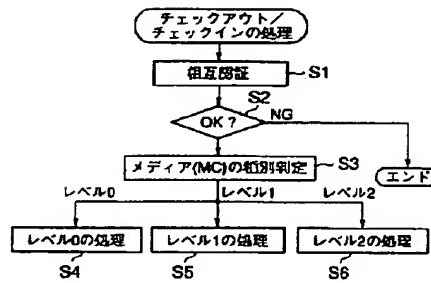 チェックアウト／
チェックインの処理
相互認証 S1
S2
OK？ NG
メディア(MC)の種別判定 S3
エンド
レベル0 レベル1 レベル2
レベル0の処理 レベル1の処理 レベル2の処理
S4 S5 S6